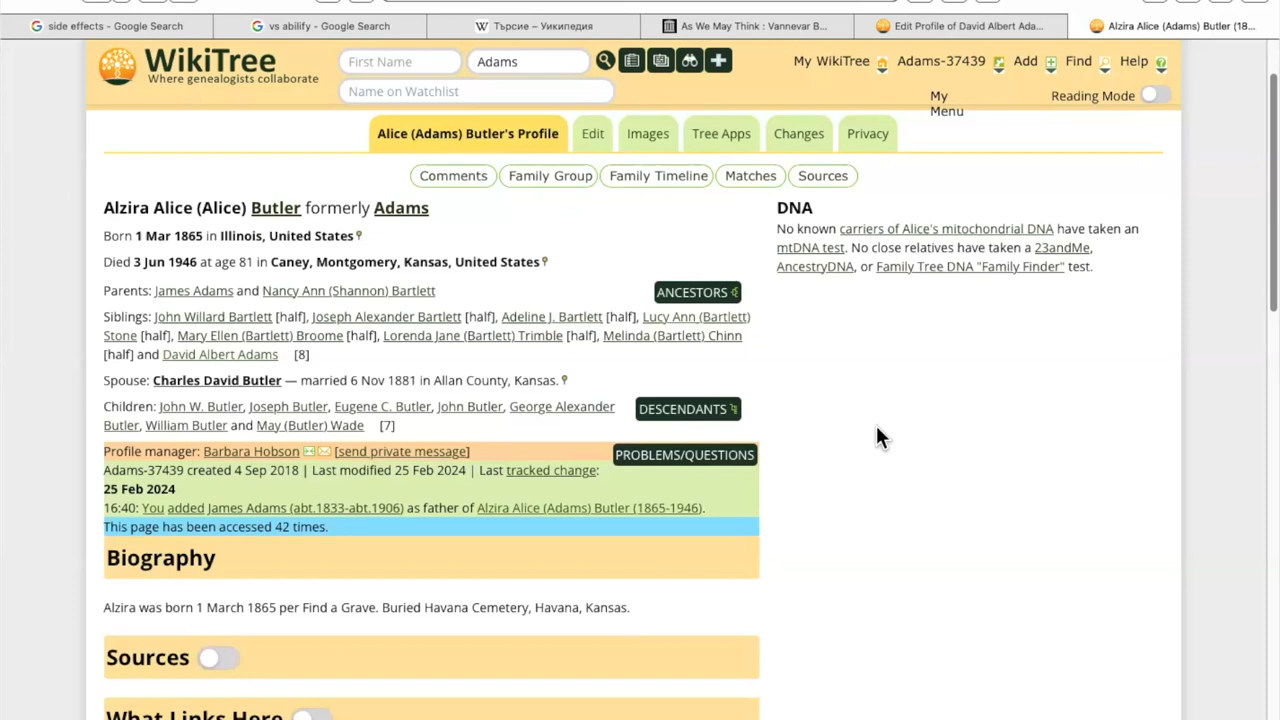 side effects - Google Search
vs abilify - Google Search
Търсие – Уикипедия
As We May Think : Vannevar B...
Edit Profile of David Albert Ada...
Alzira Alice (Adams) Butler (18...
WikiTree
Where genealogists collaborate
First Name
Adams
Name on Watchlist
My WikiTree
Adams-37439
Add
Find
Help
My
Menu
Reading Mode
Alice (Adams) Butler's Profile
Edit
Images
Tree Apps
Changes
Privacy
Comments
Family Group
Family Timeline
Matches
Sources
Alzira Alice (Alice) Butler formerly Adams
Born 1 Mar 1865 in Illinois, United States
Died 3 Jun 1946 at age 81 in Caney, Montgomery, Kansas, United States
Parents: James Adams and Nancy Ann (Shannon) Bartlett
ANCESTORS
Siblings: John Willard Bartlett [half], Joseph Alexander Bartlett [half], Adeline J. Bartlett [half], Lucy Ann (Bartlett)
Stone [half], Mary Ellen (Bartlett) Broome [half], Lorenda Jane (Bartlett) Trimble [half], Melinda (Bartlett) Chinn
[half] and David Albert Adams [8]
Spouse: Charles David Butler — married 6 Nov 1881 in Allan County, Kansas.
Children: John W. Butler, Joseph Butler, Eugene C. Butler, John Butler, George Alexander
Butler, William Butler and May (Butler) Wade [7]
DESCENDANTS
Profile manager: Barbara Hobson [send private message]
PROBLEMS/QUESTIONS
Adams-37439 created 4 Sep 2018 | Last modified 25 Feb 2024 | Last tracked change:
25 Feb 2024
16:40: You added James Adams (abt.1833-abt.1906) as father of Alzira Alice (Adams) Butler (1865-1946).
This page has been accessed 42 times.
Biography
Alzira was born 1 March 1865 per Find a Grave. Buried Havana Cemetery, Havana, Kansas.
Sources
What Links Here
DNA
No known carriers of Alice's mitochondrial DNA have taken an
mtDNA test. No close relatives have taken a 23andMe,
AncestryDNA, or Family Tree DNA "Family Finder" test.